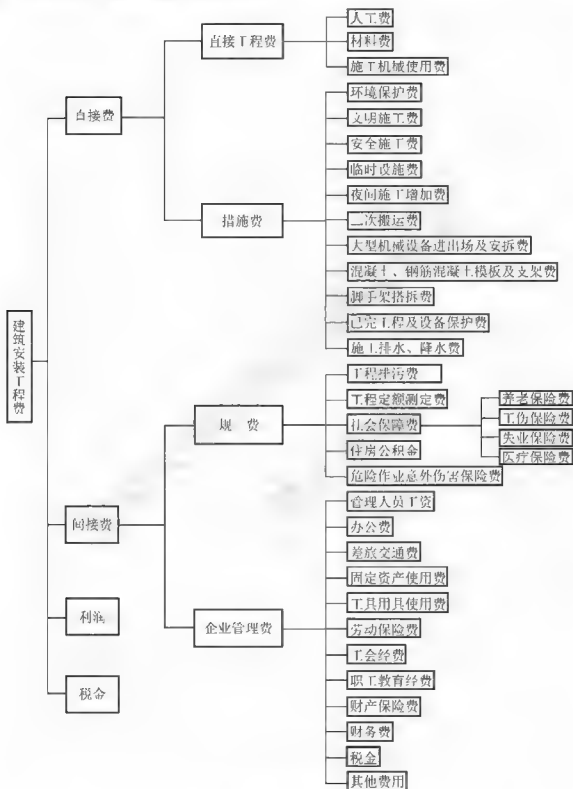 建筑安装工程费
直接费
直接工程费
人工费
材料费
施工机械使用费
措施费
环境保护费
文明施工费
安全施工费
临时设施费
夜间施工增加费
二次搬运费
大型机械设备进出场及安拆费
混凝土、钢筋混凝土模板及支架费
脚手架搭拆费
已完工程及设备保护费
施工排水、降水费
间接费
规 费
工程排污费
工程定额测定费
社会保障费
养老保险费
工伤保险费
失业保险费
医疗保险费
住房公积金
危险作业意外伤害保险费
企业管理费
管理人员工资
办公费
差旅交通费
固定资产使用费
工具用具使用费
劳动保险费
工会经费
职工教育经费
财产保险费
财务费
税金
其他费用
利润
税金